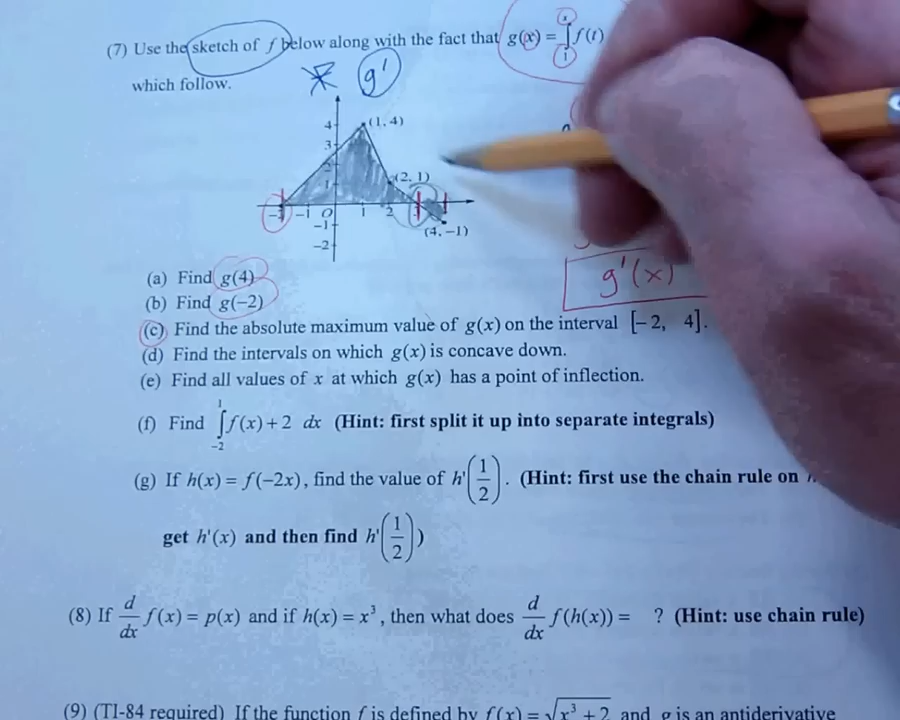 (7) Use the sketch of f below along with the fact that g(x) = ∫₁ˣ f(t)
which follow.
* g'
4
(1, 4)
3
2
(2, 1)
1
-1 O 1 2
-1
(4, -1)
-2
g'(x)
(a) Find g(4)
(b) Find g(-2)
(c) Find the absolute maximum value of g(x) on the interval [-2, 4].
(d) Find the intervals on which g(x) is concave down.
(e) Find all values of x at which g(x) has a point of inflection.
(f) Find ∫₋₂¹ f(x) + 2 dx (Hint: first split it up into separate integrals)
(g) If h(x) = f(-2x), find the value of h'(1/2). (Hint: first use the chain rule on
get h'(x) and then find h'(1/2))
(8) If d/dx f(x) = p(x) and if h(x) = x³, then what does d/dx f(h(x)) = ? (Hint: use chain rule)
(9) (TI-84 required) If the function f is defined by f(x) = √(x³ + 2) and g is an antiderivative